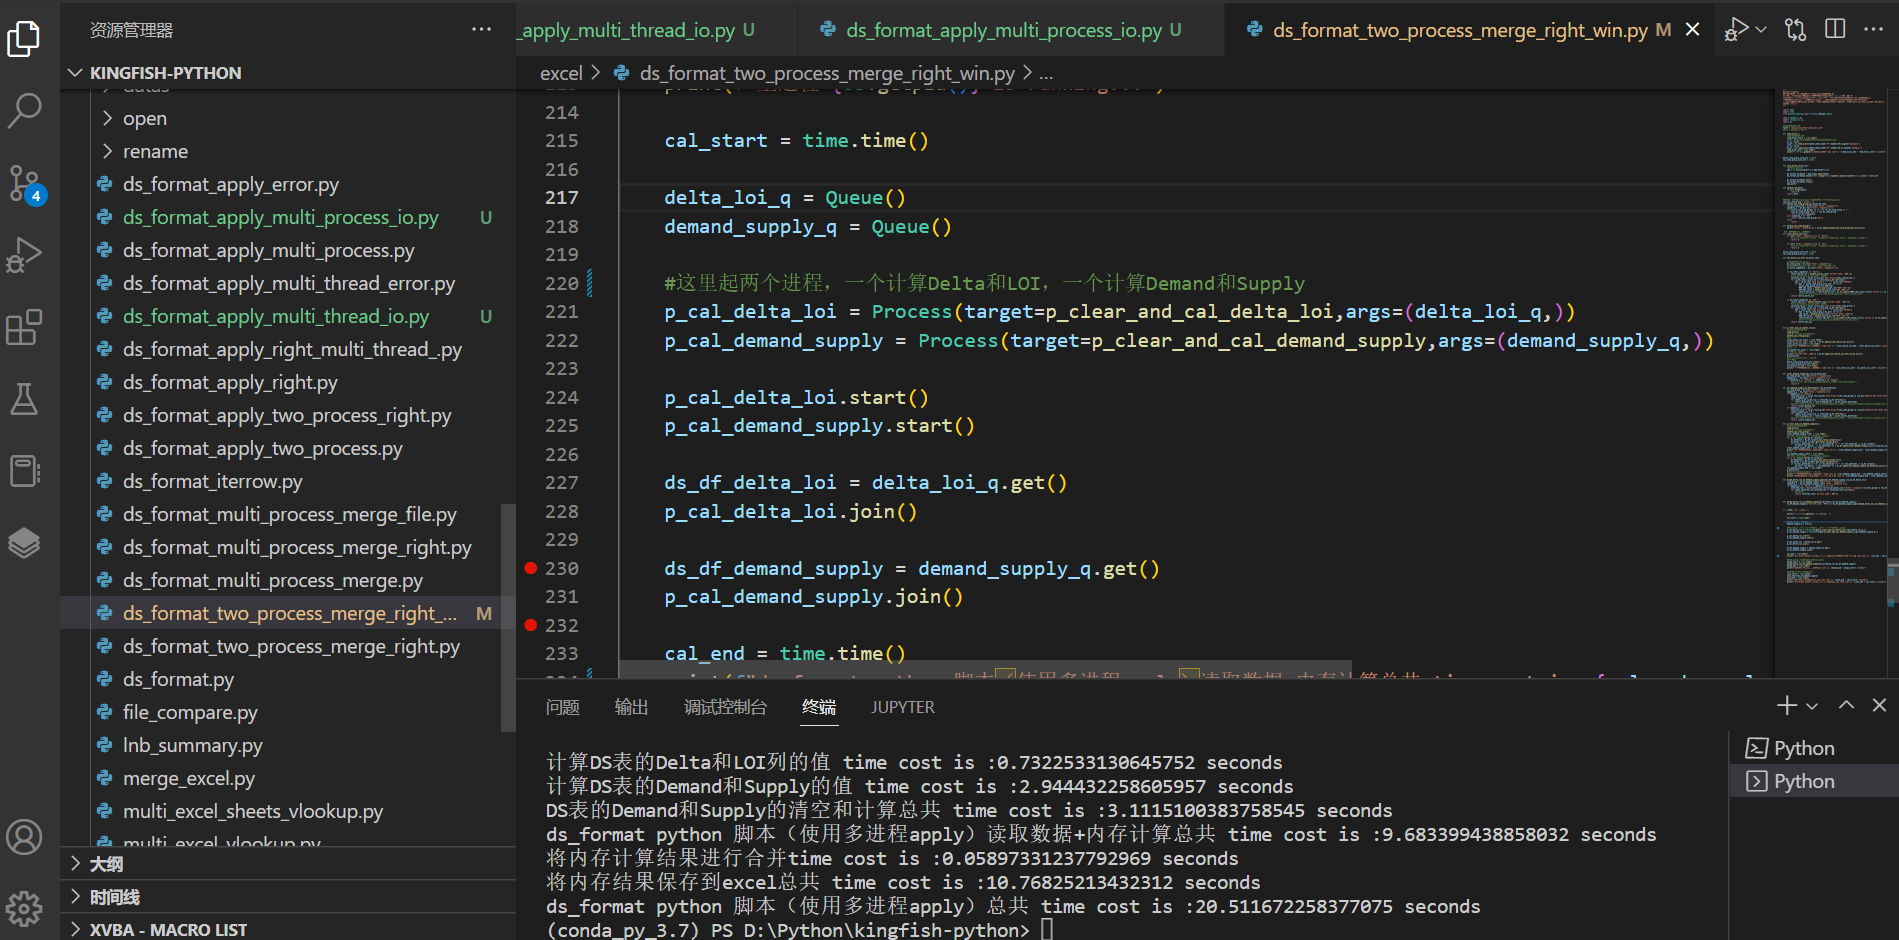 资源管理器
···
_apply_multi_thread_io.py U
ds_format_apply_multi_process_io.py U
ds_format_two_process_merge_right_win.py M
KINGFISH-PYTHON
excel > ds_format_two_process_merge_right_win.py > ...
open
rename
ds_format_apply_error.py
ds_format_apply_multi_process_io.py U
ds_format_apply_multi_process.py
ds_format_apply_multi_thread_error.py
ds_format_apply_multi_thread_io.py U
ds_format_apply_right_multi_thread_.py
ds_format_apply_right.py
ds_format_apply_two_process_right.py
ds_format_apply_two_process.py
ds_format_iterrow.py
ds_format_multi_process_merge_file.py
ds_format_multi_process_merge_right.py
ds_format_multi_process_merge.py
ds_format_two_process_merge_right_... M
ds_format_two_process_merge_right.py
ds_format.py
file_compare.py
lnb_summary.py
merge_excel.py
multi_excel_sheets_vlookup.py
multi_excel_vlookup.py
大纲
时间线
XVBA - MACRO LIST
4
214
215 cal_start = time.time()
216
217 delta_loi_q = Queue()
218 demand_supply_q = Queue()
219
220 #这里起两个进程，一个计算Delta和LOI，一个计算Demand和Supply
221 p_cal_delta_loi = Process(target=p_clear_and_cal_delta_loi,args=(delta_loi_q,))
222 p_cal_demand_supply = Process(target=p_clear_and_cal_demand_supply,args=(demand_supply_q,))
223
224 p_cal_delta_loi.start()
225 p_cal_demand_supply.start()
226
227 ds_df_delta_loi = delta_loi_q.get()
228 p_cal_delta_loi.join()
229
230 ds_df_demand_supply = demand_supply_q.get()
231 p_cal_demand_supply.join()
232
233 cal_end = time.time()
问题 输出 调试控制台 终端 JUPYTER
计算DS表的Delta和LOI列的值 time cost is :0.7322533130645752 seconds
计算DS表的Demand和Supply的值 time cost is :2.944432258605957 seconds
DS表的Demand和Supply的清空和计算总共 time cost is :3.1115100383758545 seconds
ds_format python 脚本（使用多进程apply）读取数据+内存计算总共 time cost is :9.683399438858032 seconds
将内存计算结果进行合并time cost is :0.05897331237792969 seconds
将内存结果保存到excel总共 time cost is :10.76825213432312 seconds
ds_format python 脚本（使用多进程apply）总共 time cost is :20.511672258377075 seconds
(conda_py_3.7) PS D:\Python\kingfish-python>
Python
Python